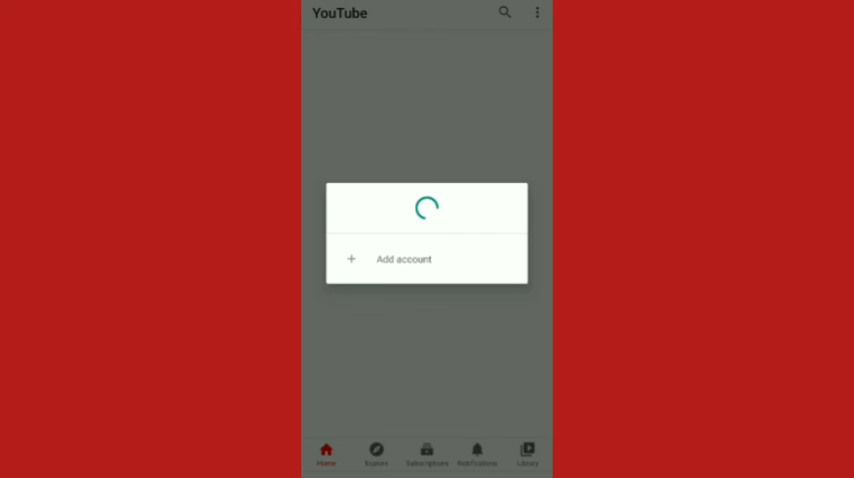 YouTube
Add account
Home
Explore
Subscriptions
Notifications
Library